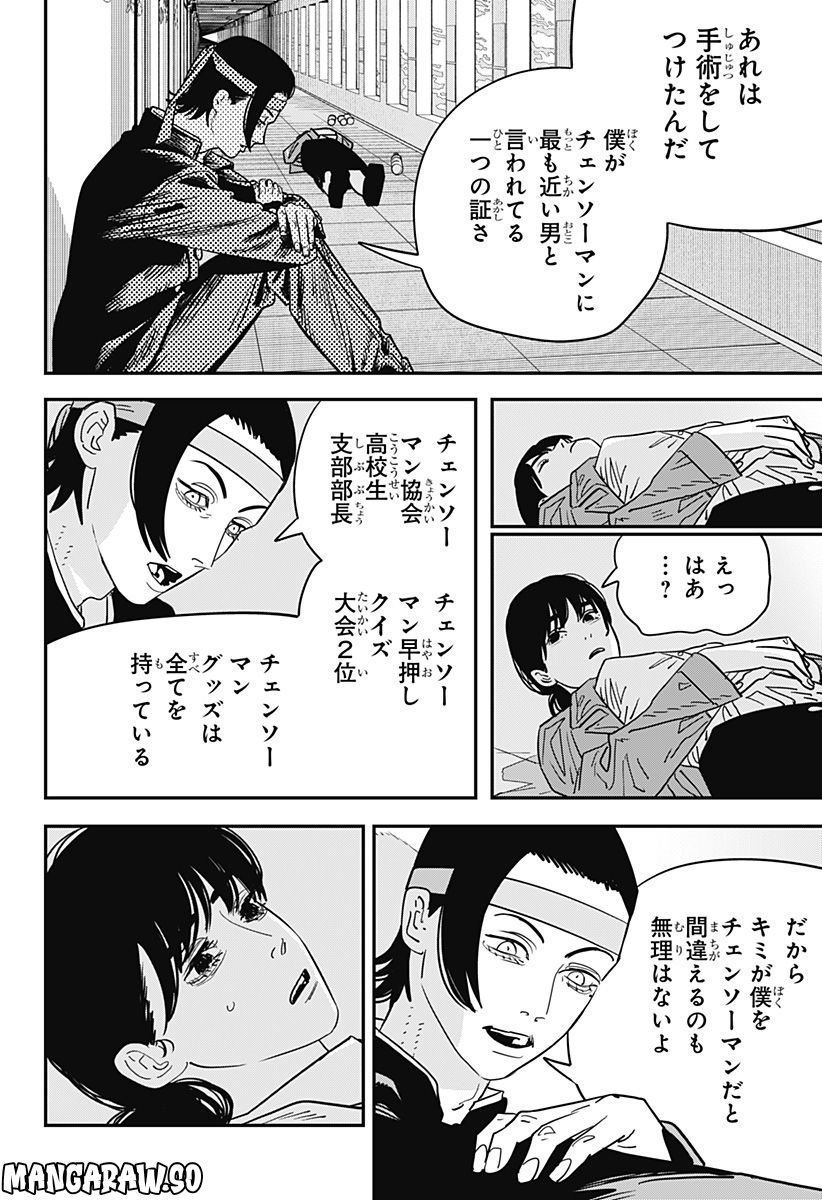 あれは
手術をして
つけたんだ
僕が
チェンソーマンに
最も近い男と
言われてる
一つの証さ
えっ
はあ
…?
チェンソー
マン協会
高校生
支部部長
チェンソー
マン早押し
クイズ
大会2位
チェンソー
マン
グッズは
全てを
持っている
だから
キミが僕を
チェンソーマンだと
間違えるのも
無理はないよ
MANGARAW.SO